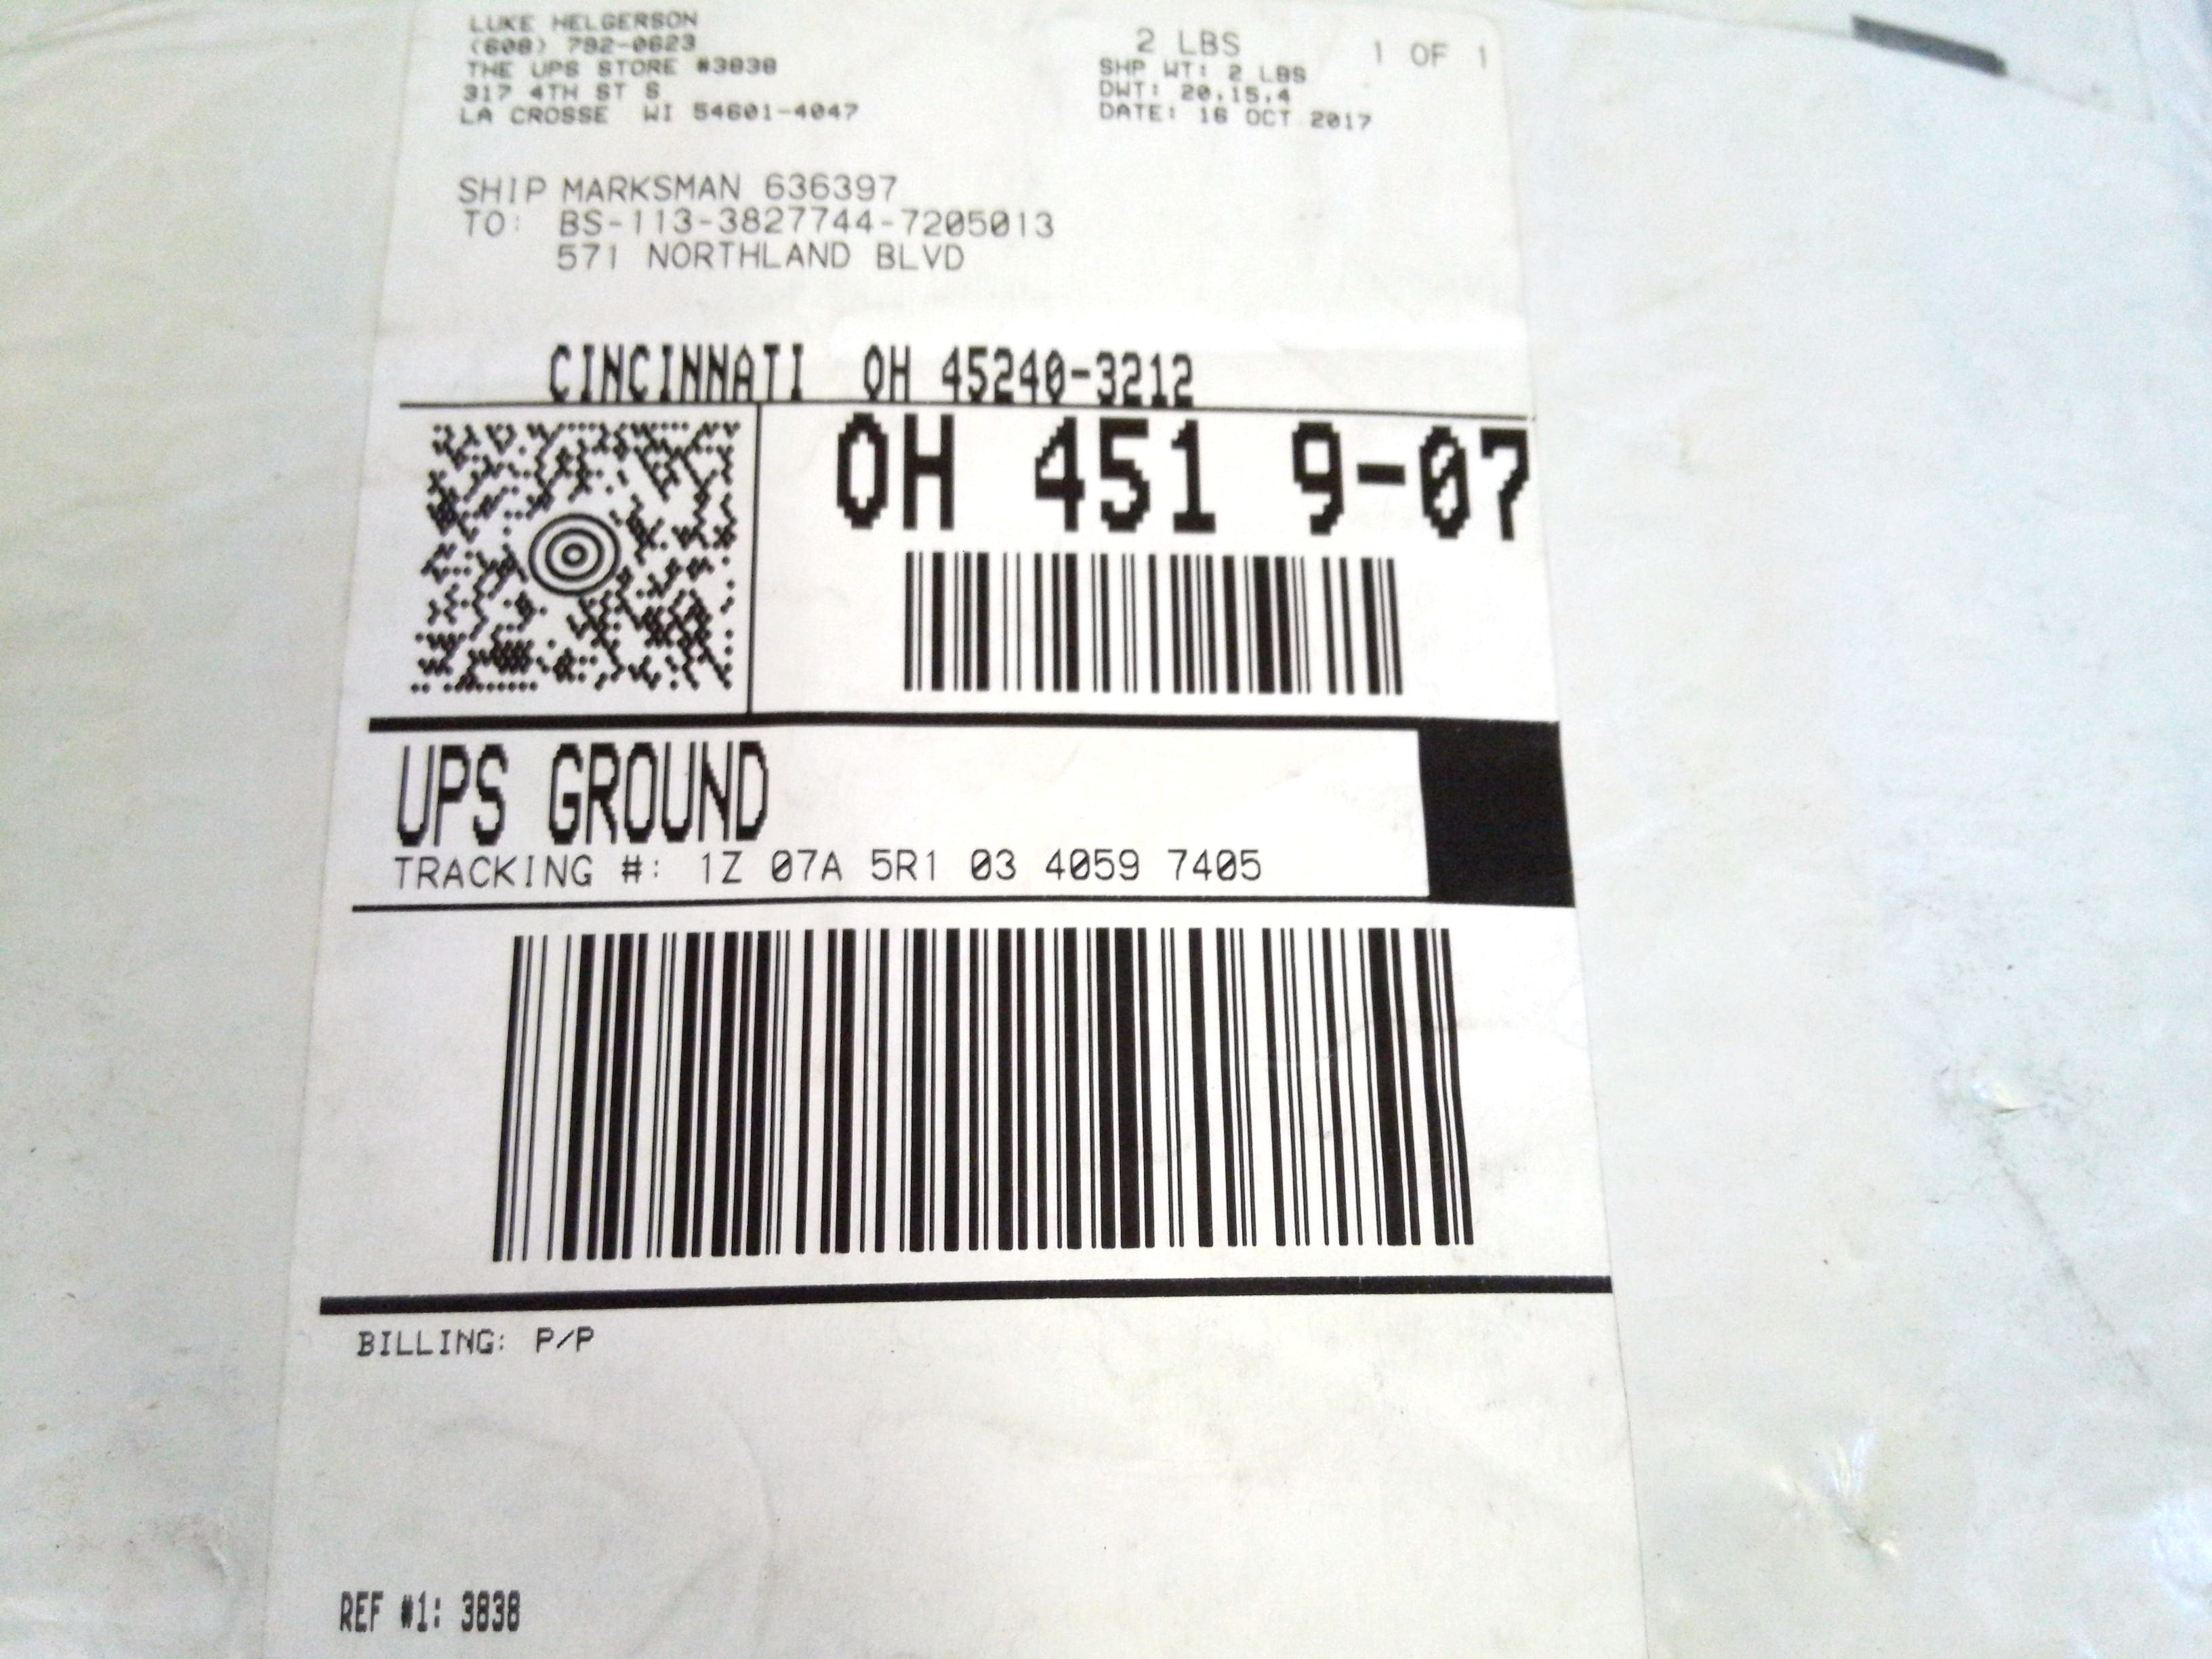 LUKE HELGERSON
(608) 792-0623
THE UPS STORE #3838
317 4TH ST S
LA CROSSE WI 54601-4047
2 LBS 1 OF 1
SHP WT: 2 LBS
DWT: 20,15,4
DATE: 16 OCT 2017
SHIP MARKSMAN 636397
TO: BS-113-3827744-7205013
571 NORTHLAND BLVD
CINCINNATI OH 45240-3212
OH 451 9-07
UPS GROUND
TRACKING #: 1Z 07A 5R1 03 4059 7405
BILLING: P/P
REF #1: 3838